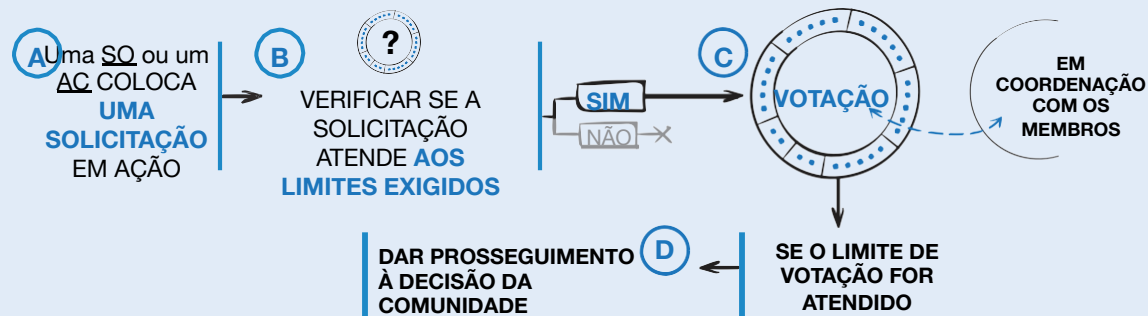 A
Uma SO ou um
AC COLOCA
UMA
SOLICITAÇÃO
EM AÇÃO
B
?
VERIFICAR SE A
SOLICITAÇÃO
ATENDE AOS
LIMITES EXIGIDOS
SIM
NÃO
C
VOTAÇÃO
EM
COORDENAÇÃO
COM OS
MEMBROS
SE O LIMITE DE
VOTAÇÃO FOR
ATENDIDO
D
DAR PROSSEGUIMENTO
À DECISÃO DA
COMUNIDADE